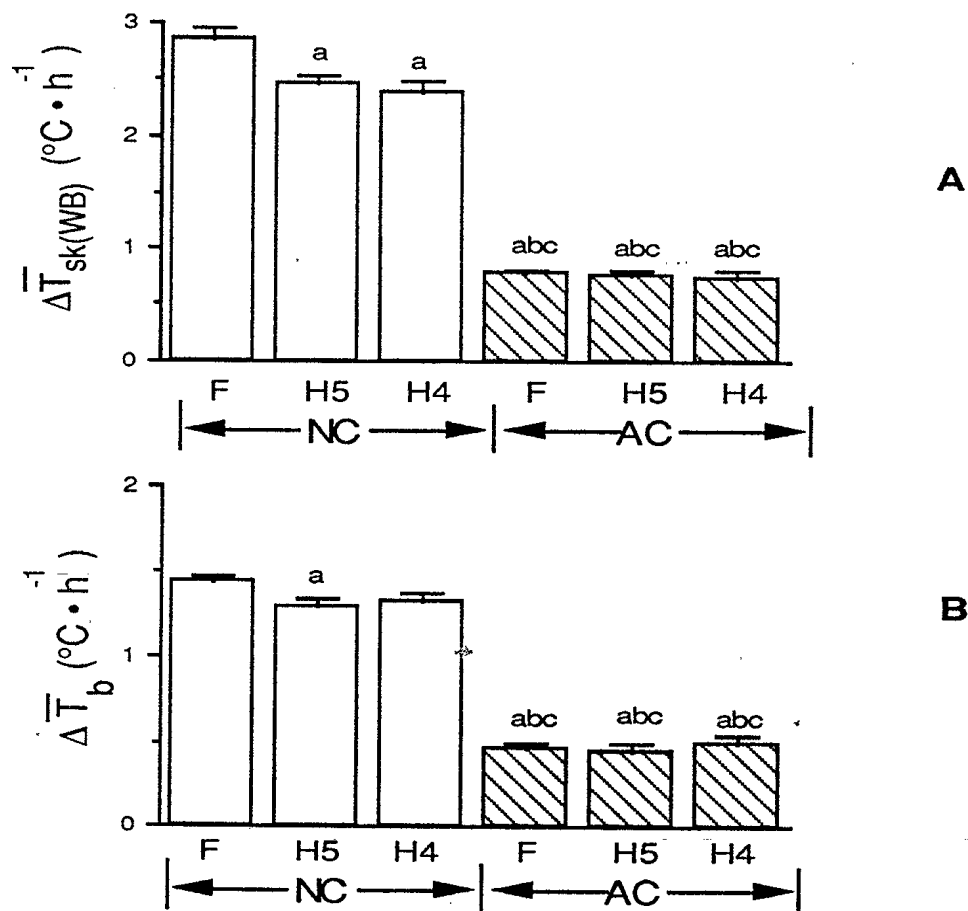 3
2
1
0
ΔT̅sk(WB) (°C • h-1)
a
a
abc
abc
abc
F
H5
H4
F
H5
H4
NC
AC
A
2
1
0
ΔT̅b (°C • h-1)
a
abc
abc
abc
F
H5
H4
F
H5
H4
NC
AC
B